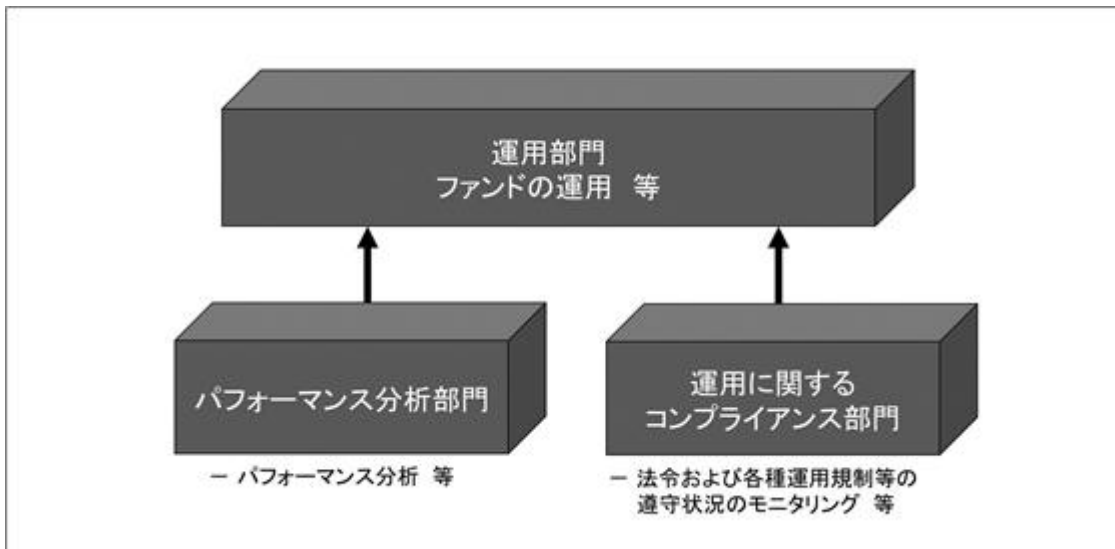 運用部門
ファンドの運用 等
パフォーマンス分析部門
－ パフォーマンス分析 等
運用に関する
コンプライアンス部門
－ 法令および各種運用規制等の
遵守状況のモニタリング 等